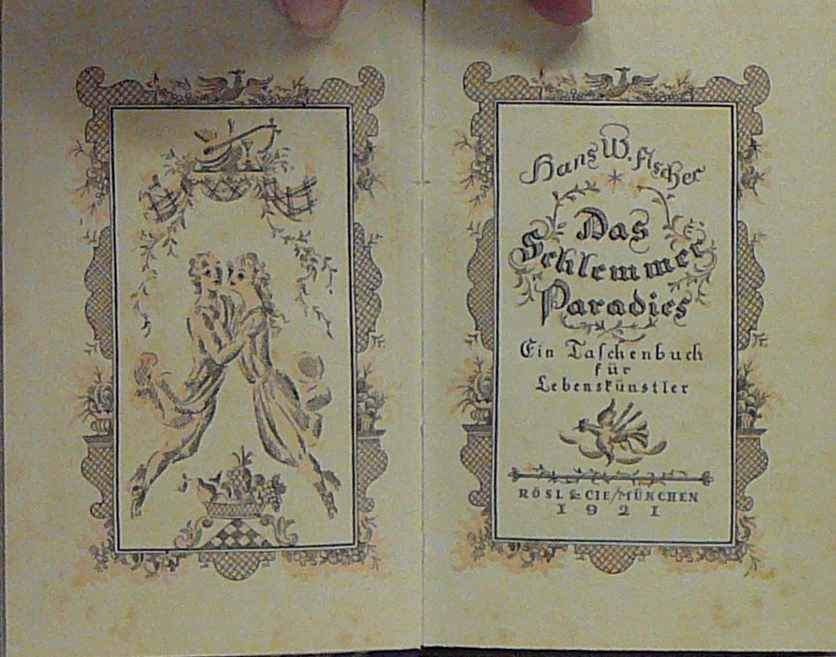 Hans W. Fischer
Das
Schlemmer
Paradies
Ein Taschenbuch
für
Lebenskünstler
RÖSL & CIE/MÜNCHEN
1921